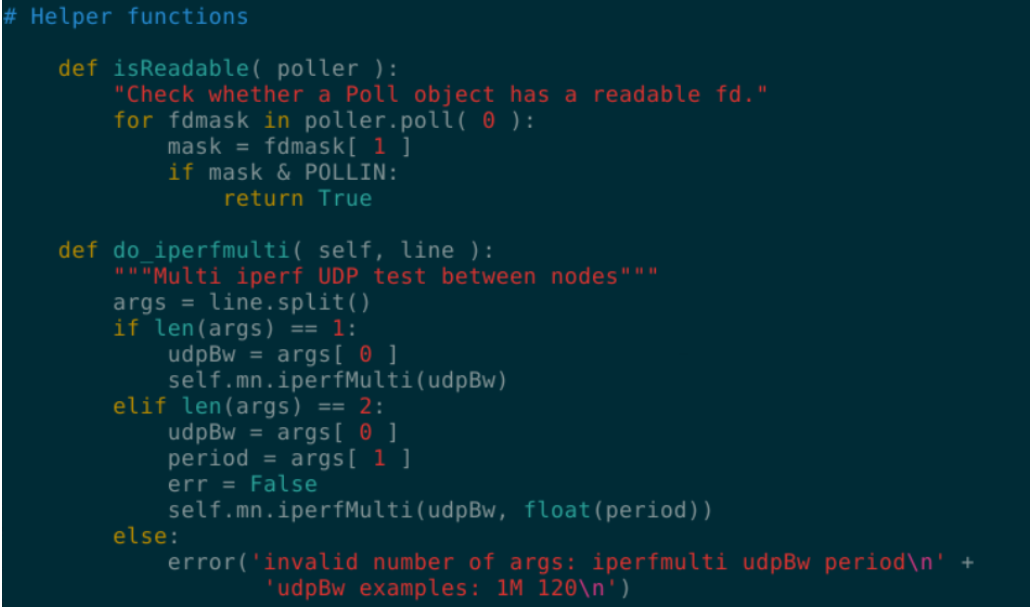 # Helper functions
def isReadable( poller ):
"Check whether a Poll object has a readable fd."
for fdmask in poller.poll( 0 ):
mask = fdmask[ 1 ]
if mask & POLLIN:
return True
def do_iperfmulti( self, line ):
"""Multi iperf UDP test between nodes"""
args = line.split()
if len(args) == 1:
udpBw = args[ 0 ]
self.mn.iperfMulti(udpBw)
elif len(args) == 2:
udpBw = args[ 0 ]
period = args[ 1 ]
err = False
self.mn.iperfMulti(udpBw, float(period))
else:
error('invalid number of args: iperfmulti udpBw period\n' +
'udpBw examples: 1M 120\n')